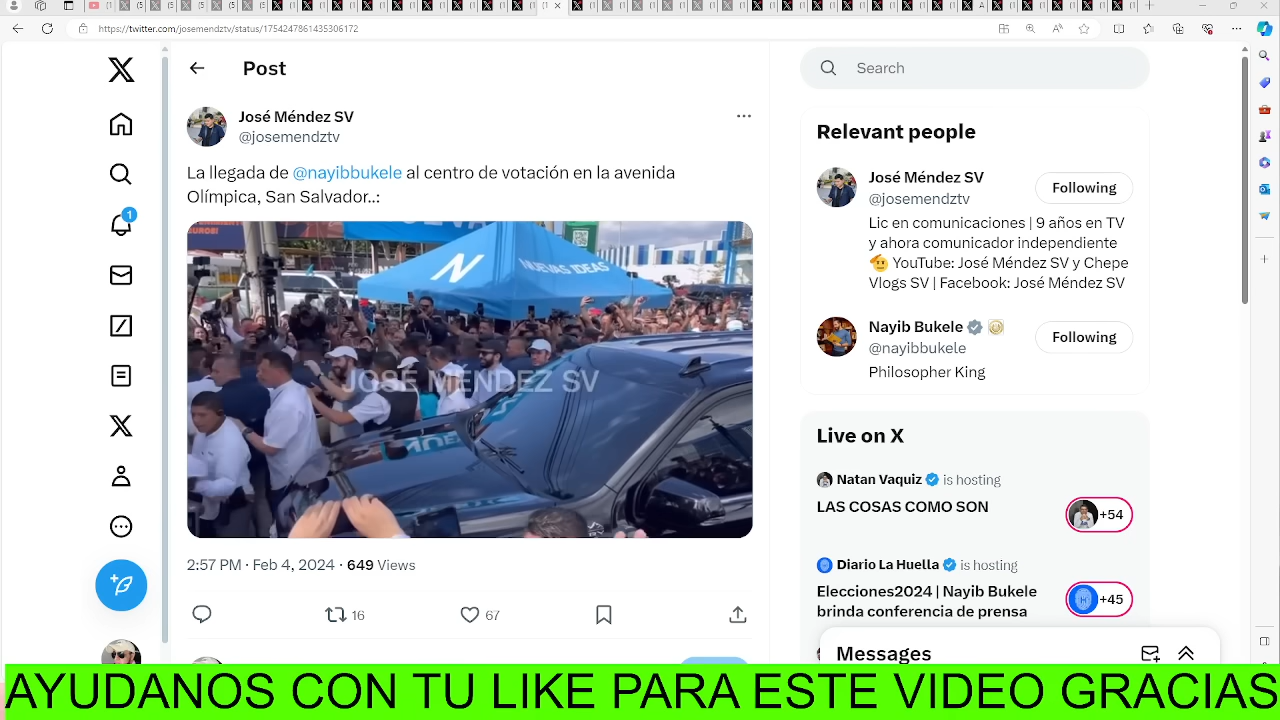 https://twitter.com/josemendztv/status/1754247861435306172
Post
José Méndez SV
@josemendztv
La llegada de @nayibbukele al centro de votación en la avenida
Olímpica, San Salvador..:
N NUEVAS IDEAS
JOSÉ MÉNDEZ SV
2:57 PM · Feb 4, 2024 · 649 Views
16
67
1
Search
Relevant people
José Méndez SV
@josemendztv
Following
Lic en comunicaciones | 9 años en TV
y ahora comunicador independiente
🫡 YouTube: José Méndez SV y Chepe
Vlogs SV | Facebook: José Méndez SV
Nayib Bukele
@nayibbukele
Following
Philosopher King
Live on X
Natan Vaquiz is hosting
LAS COSAS COMO SON
+54
Diario La Huella is hosting
Elecciones2024 | Nayib Bukele
brinda conferencia de prensa
+45
Messages
AYUDANOS CON TU LIKE PARA ESTE VIDEO GRACIAS